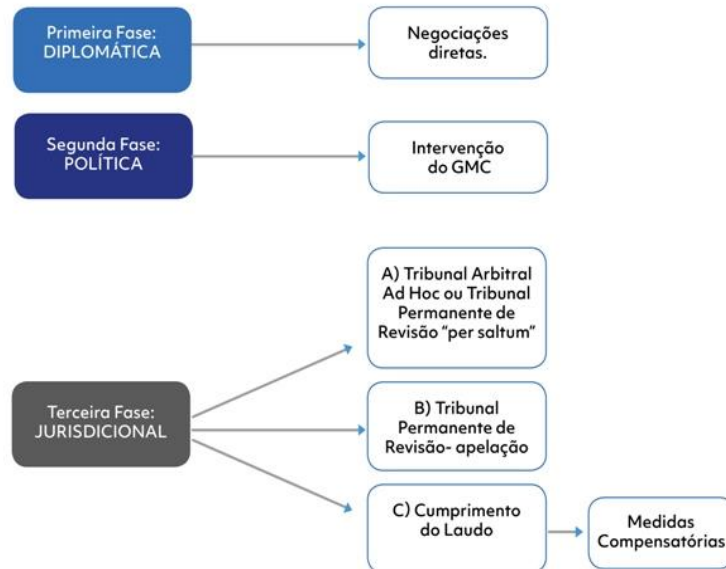 Primeira Fase:
DIPLOMÁTICA
Negociações
diretas.
Segunda Fase:
POLÍTICA
Intervenção
do GMC
A) Tribunal Arbitral
Ad Hoc ou Tribunal
Permanente de
Revisão “per saltum”
Terceira Fase:
JURISDICIONAL
B) Tribunal
Permanente de
Revisão- apelação
C) Cumprimento
do Laudo
Medidas
Compensatórias